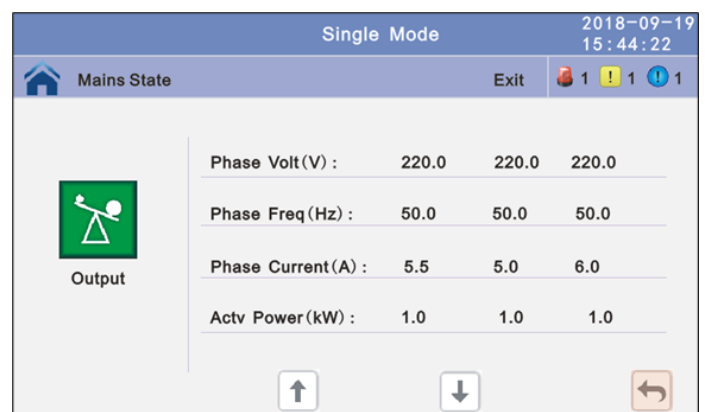 Single Mode
2018-09-19
15:44:22
Mains State Exit 1 ! 1 ! 1
Phase Volt(V): 220.0 220.0 220.0
Phase Freq(Hz): 50.0 50.0 50.0
Output
Phase Current(A): 5.5 5.0 6.0
Actv Power(kW): 1.0 1.0 1.0